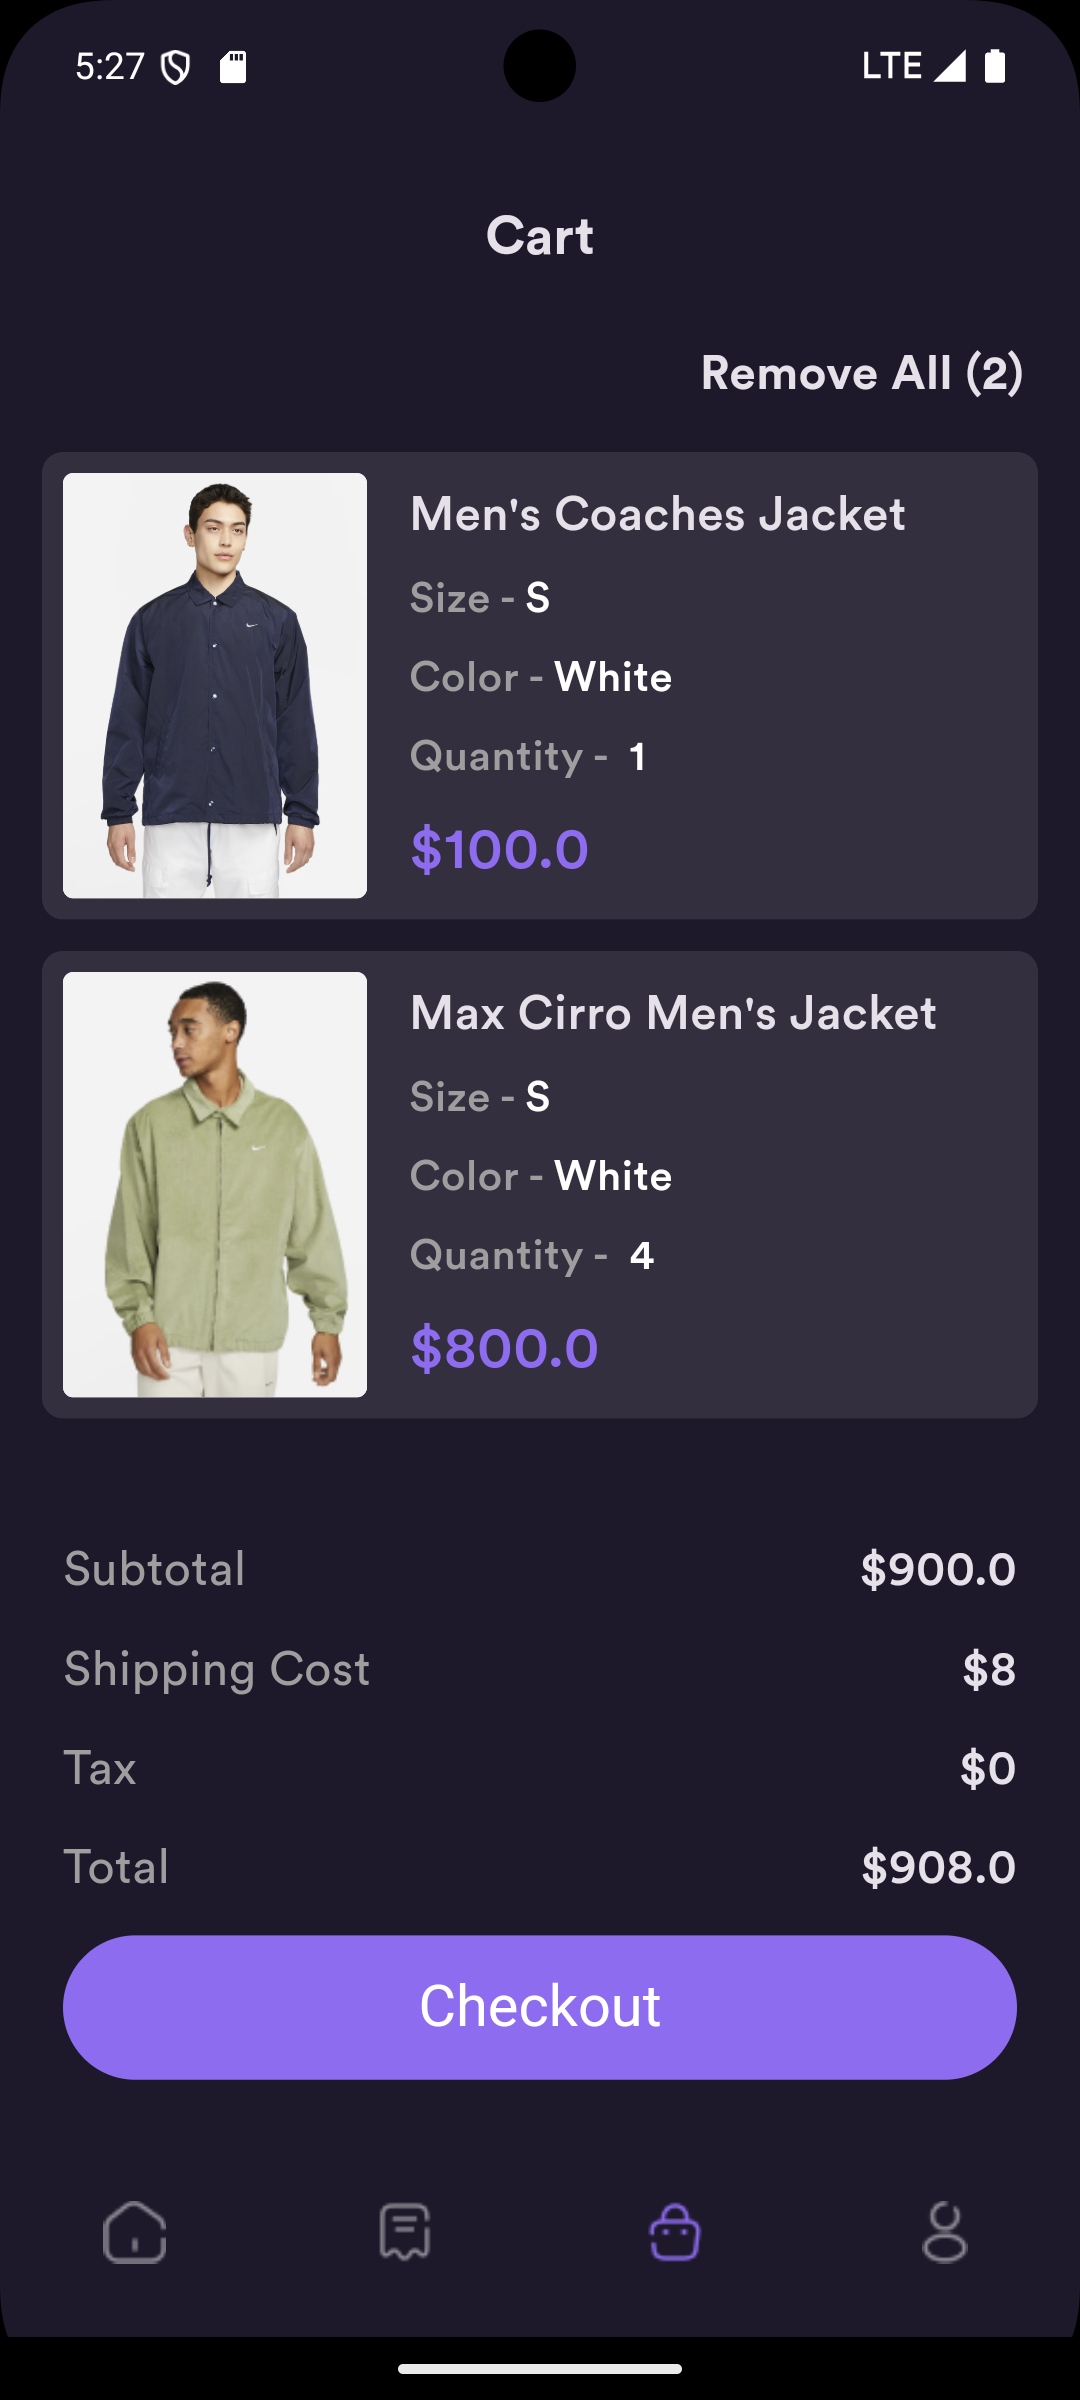 5:27
LTE
Cart
Remove All (2)
Men's Coaches Jacket
Size - S
Color - White
Quantity - 1
$100.0
Max Cirro Men's Jacket
Size - S
Color - White
Quantity - 4
$800.0
Subtotal $900.0
Shipping Cost $8
Tax $0
Total $908.0
Checkout